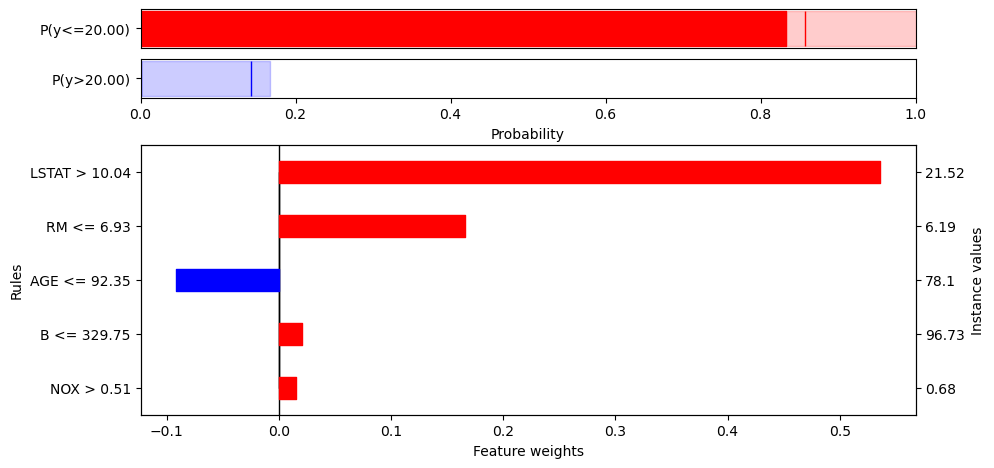 P(y<=20.00)
P(y>20.00)
0.0 0.2 0.4 0.6 0.8 1.0
Probability
LSTAT > 10.04 21.52
RM <= 6.93 6.19
AGE <= 92.35 78.1
B <= 329.75 96.73
NOX > 0.51 0.68
Rules
Instance values
−0.1 0.0 0.1 0.2 0.3 0.4 0.5
Feature weights